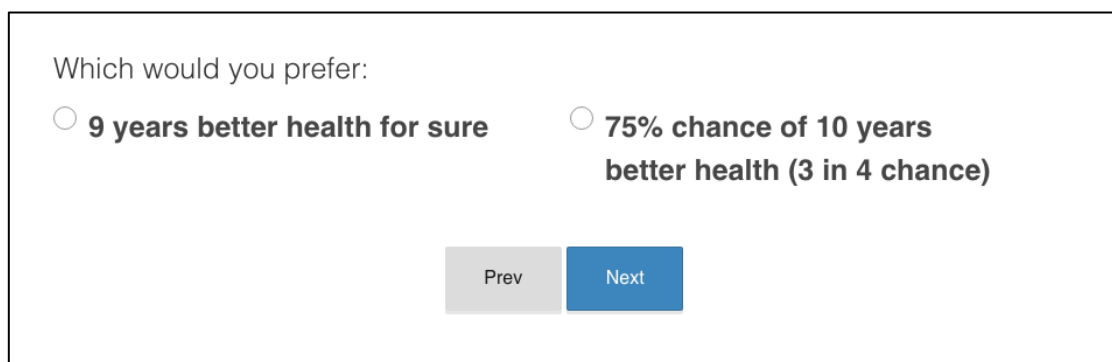 Which would you prefer:
9 years better health for sure
75% chance of 10 years
better health (3 in 4 chance)
Prev
Next